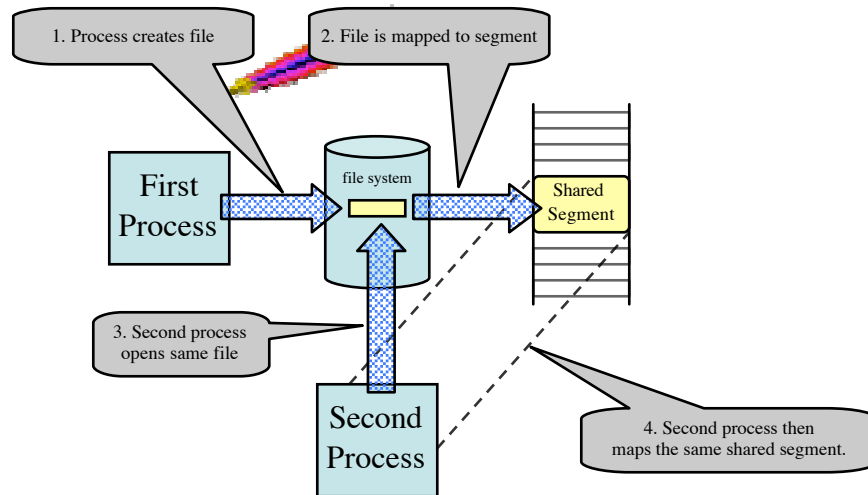 1. Process creates file
2. File is mapped to segment
First
Process
file system
Shared
Segment
3. Second process
opens same file
Second
Process
4. Second process then
maps the same shared segment.